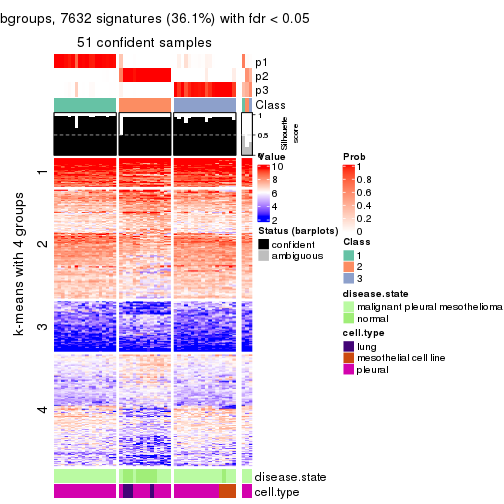 bgroups, 7632 signatures (36.1%) with fdr < 0.05
51 confident samples
p1
p2
p3
Class
1
0.5
0
Silhouette
score
k-means with 4 groups
1
2
3
4
disease.state
cell.type
Value
10
8
6
4
2
Status (barplots)
confident
ambiguous
Prob
1
0.8
0.6
0.4
0.2
0
Class
1
2
3
disease.state
malignant pleural mesothelioma
normal
cell.type
lung
mesothelial cell line
pleural